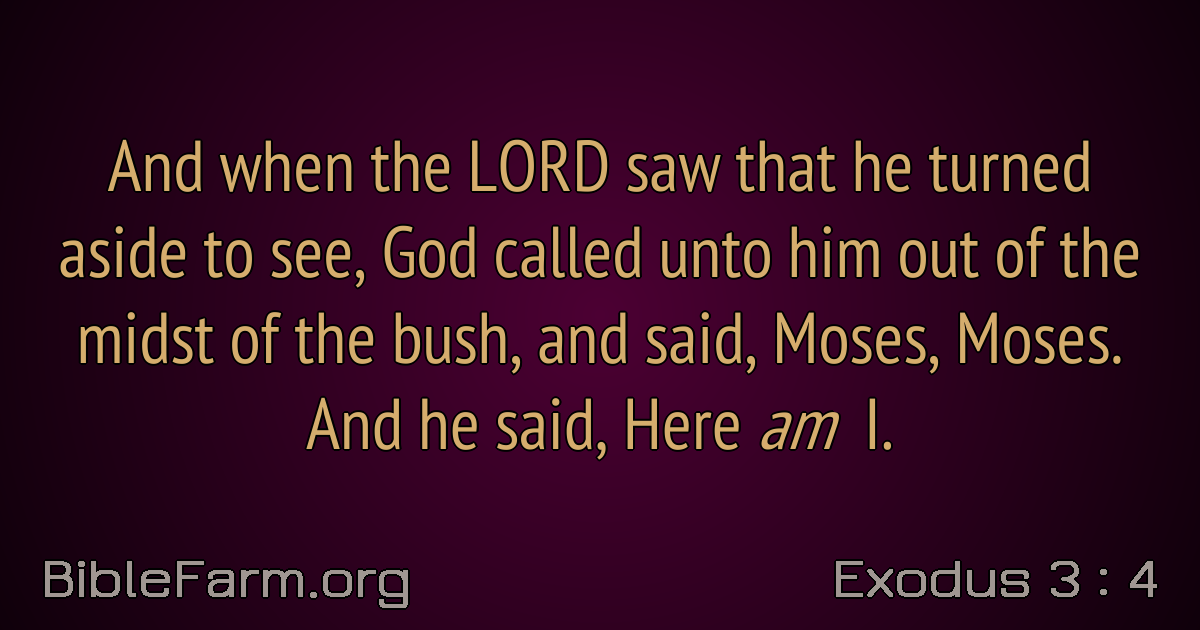 And when the LORD saw that he turned
aside to see, God called unto him out of the
midst of the bush, and said, Moses, Moses.
And he said, Here am I.
BibleFarm.org
Exodus 3 : 4